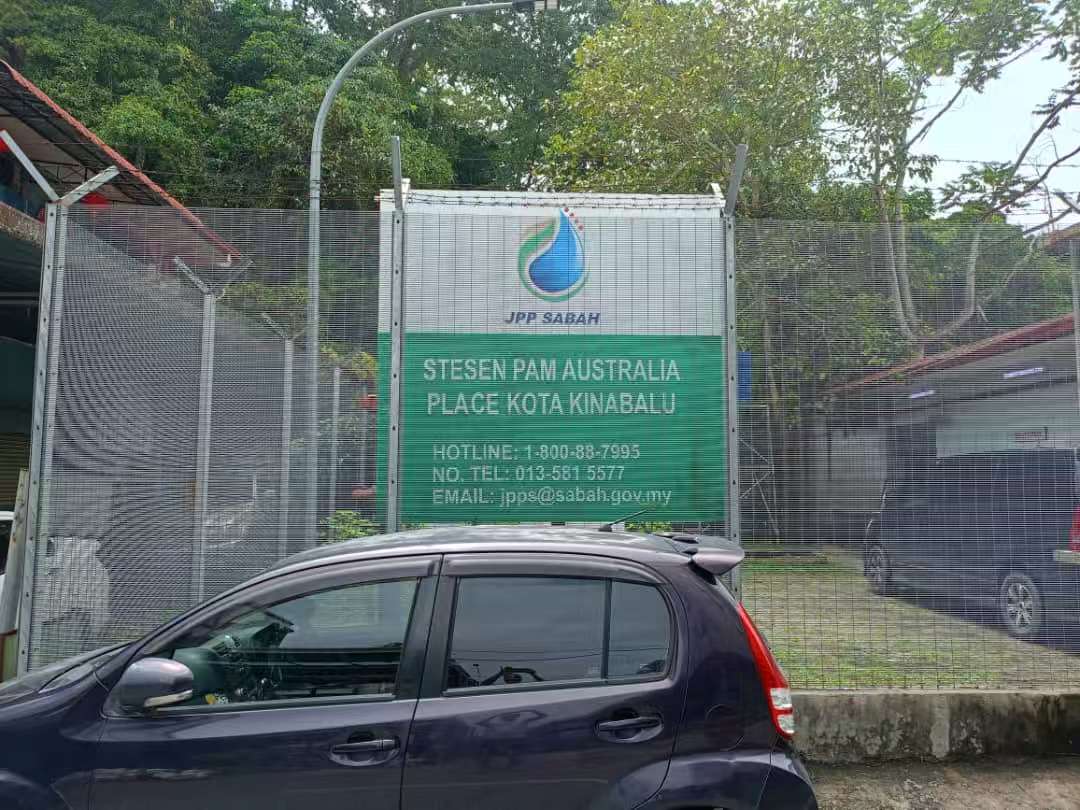 JPP SABAH
STESEN PAM AUSTRALIA
PLACE KOTA KINABALU
HOTLINE: 1-800-88-7995
NO. TEL: 013-581 5577
EMAIL: jpps@sabah.gov.my